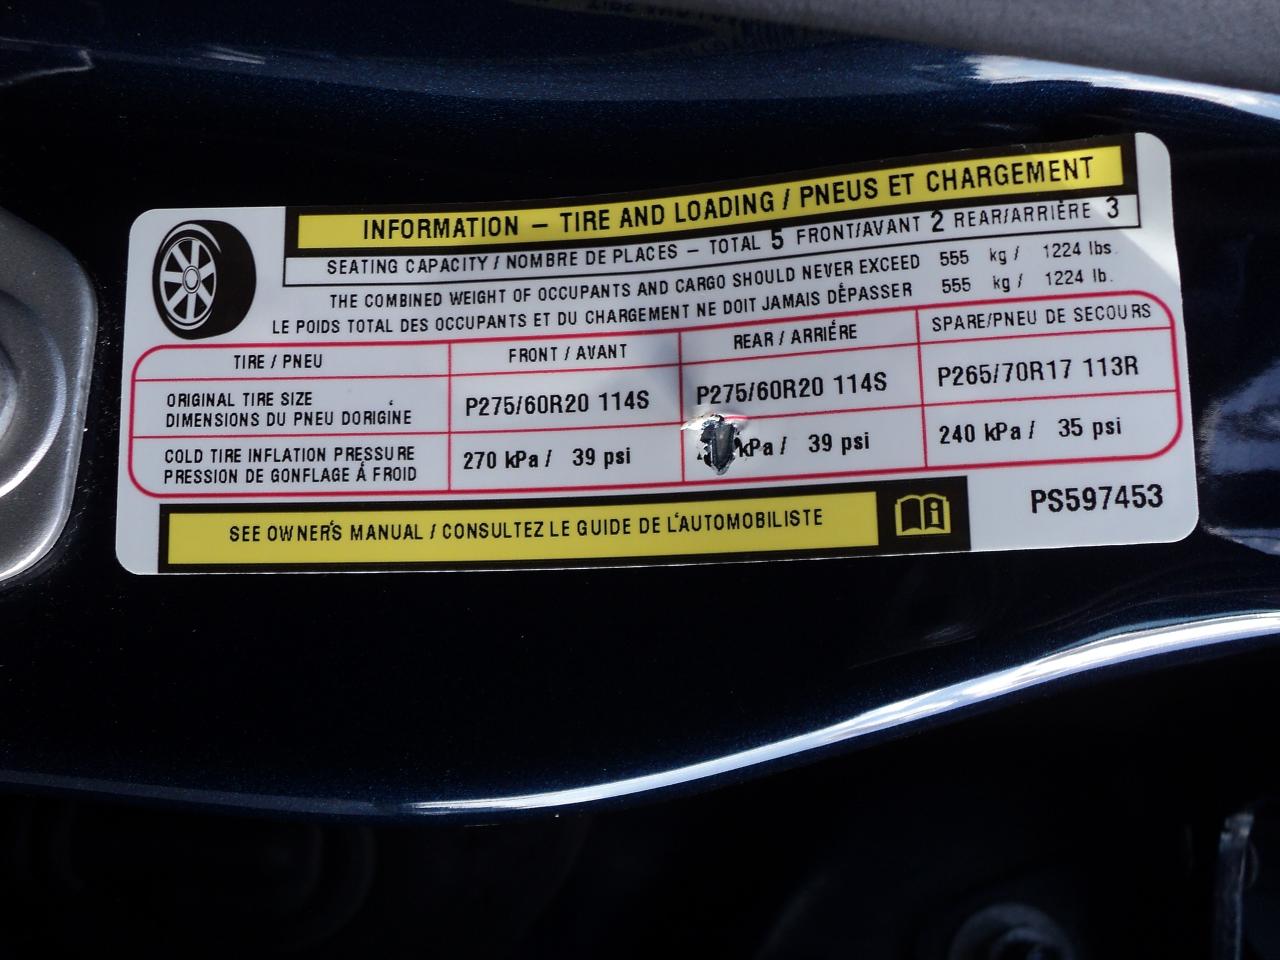 INFORMATION – TIRE AND LOADING / PNEUS ET CHARGEMENT
SEATING CAPACITY / NOMBRE DE PLACES – TOTAL 5 FRONT/AVANT 2 REAR/ARRIÈRE 3
THE COMBINED WEIGHT OF OCCUPANTS AND CARGO SHOULD NEVER EXCEED 555 kg / 1224 lbs.
LE POIDS TOTAL DES OCCUPANTS ET DU CHARGEMENT NE DOIT JAMAIS DÉPASSER 555 kg / 1224 lb.
TIRE / PNEU FRONT / AVANT REAR / ARRIÉRE SPARE/PNEU DE SECOURS
ORIGINAL TIRE SIZE
DIMENSIONS DU PNEU D'ORIGINE P275/60R20 114S P275/60R20 114S P265/70R17 113R
COLD TIRE INFLATION PRESSURE
PRESSION DE GONFLAGE Á FROID 270 kPa / 39 psi kPa / 39 psi 240 kPa / 35 psi
SEE OWNER'S MANUAL / CONSULTEZ LE GUIDE DE L'AUTOMOBILISTE
PS597453